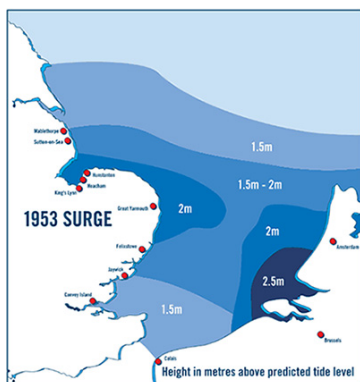 1.5m
Mablethorpe
Sutton-on-Sea
1.5m - 2m
Hunstanton
Heacham
King's Lynn
Great Yarmouth
2m
1953 SURGE
2m
Amsterdam
Felixstowe
Jaywick
2.5m
Canvey Island
1.5m
Brussels
Calais
Height in metres above predicted tide level